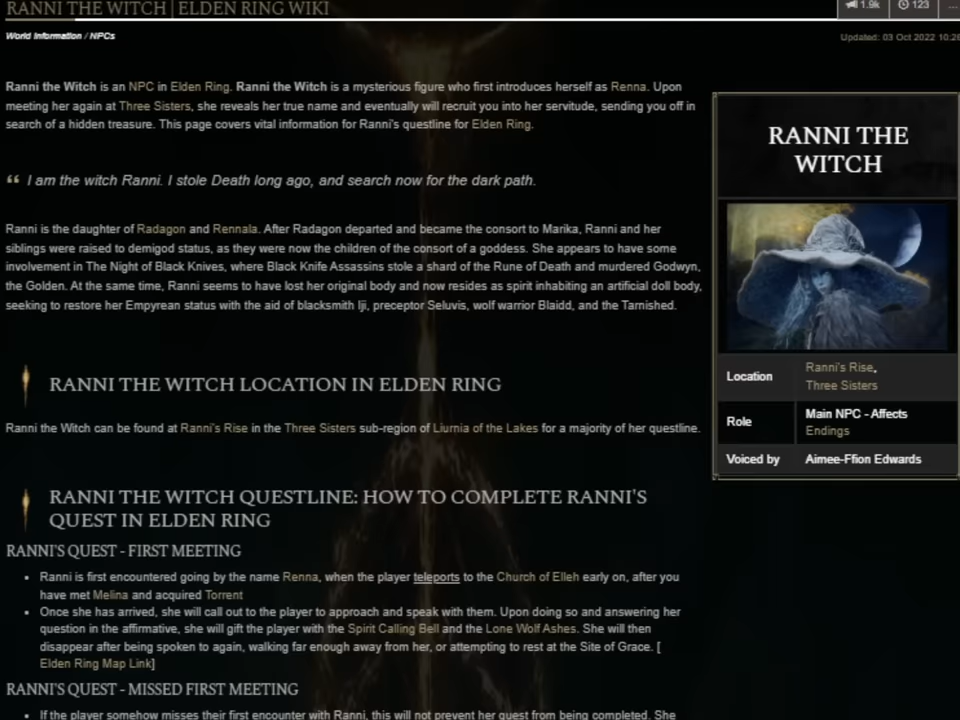 RANNI THE WITCH | ELDEN RING WIKI
1.9k
123
...
World Information / NPCs
Updated: 03 Oct 2022 10:26
Ranni the Witch is an NPC in Elden Ring. Ranni the Witch is a mysterious figure who first introduces herself as Renna. Upon
meeting her again at Three Sisters, she reveals her true name and eventually will recruit you into her servitude, sending you off in
search of a hidden treasure. This page covers vital information for Ranni's questline for Elden Ring.
“ I am the witch Ranni. I stole Death long ago, and search now for the dark path.
Ranni is the daughter of Radagon and Rennala. After Radagon departed and became the consort to Marika, Ranni and her
siblings were raised to demigod status, as they were now the children of the consort of a goddess. She appears to have some
involvement in The Night of Black Knives, where Black Knife Assassins stole a shard of the Rune of Death and murdered Godwyn,
the Golden. At the same time, Ranni seems to have lost her original body and now resides as spirit inhabiting an artificial doll body,
seeking to restore her Empyrean status with the aid of blacksmith Iji, preceptor Seluvis, wolf warrior Blaidd, and the Tarnished.
RANNI THE
WITCH
Location
Ranni's Rise,
Three Sisters
Role
Main NPC - Affects
Endings
Voiced by
Aimee-Ffion Edwards
RANNI THE WITCH LOCATION IN ELDEN RING
Ranni the Witch can be found at Ranni's Rise in the Three Sisters sub-region of Liurnia of the Lakes for a majority of her questline.
RANNI THE WITCH QUESTLINE: HOW TO COMPLETE RANNI'S
QUEST IN ELDEN RING
RANNI'S QUEST - FIRST MEETING
▪ Ranni is first encountered going by the name Renna, when the player teleports to the Church of Elleh early on, after you
have met Melina and acquired Torrent
▪ Once she has arrived, she will call out to the player to approach and speak with them. Upon doing so and answering her
question in the affirmative, she will gift the player with the Spirit Calling Bell and the Lone Wolf Ashes. She will then
disappear after being spoken to again, walking far enough away from her, or attempting to rest at the Site of Grace. [
Elden Ring Map Link]
RANNI'S QUEST - MISSED FIRST MEETING
▪ If the player somehow misses their first encounter with Ranni, this will not prevent her quest from being completed. She